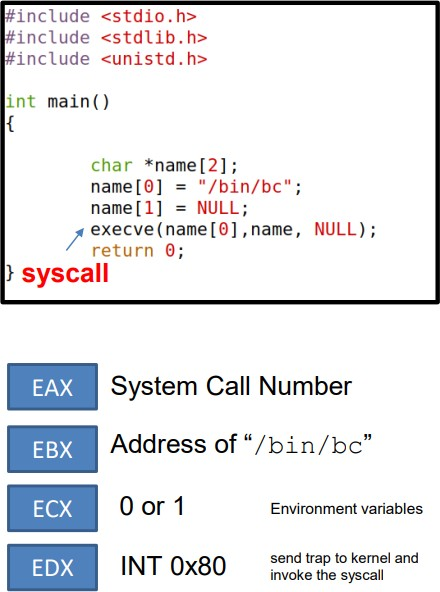 #include <stdio.h>
#include <stdlib.h>
#include <unistd.h>
int main()
{
char *name[2];
name[0] = "/bin/bc";
name[1] = NULL;
execve(name[0],name, NULL);
return 0;
} syscall
EAX System Call Number
EBX Address of “/bin/bc”
ECX 0 or 1 Environment variables
EDX INT 0x80 send trap to kernel and
invoke the syscall